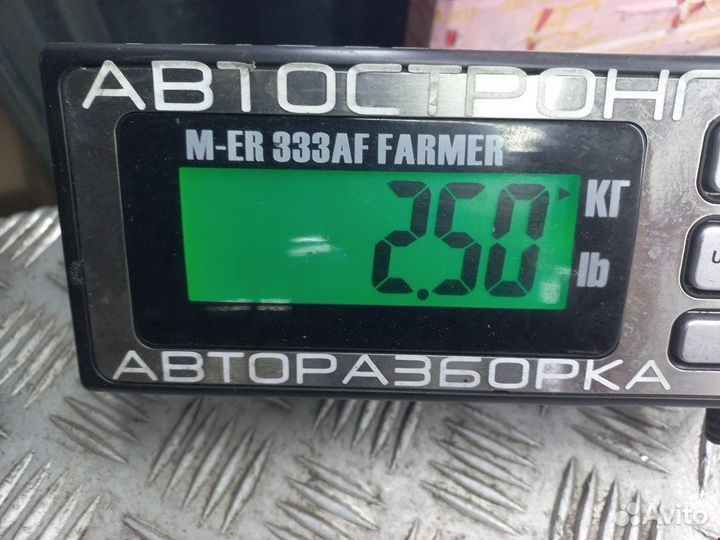 АВТОСТРОНГ
M-ER 333AF FARMER
2.50 КГ
lb
АВТОРАЗБОРКА
Avito